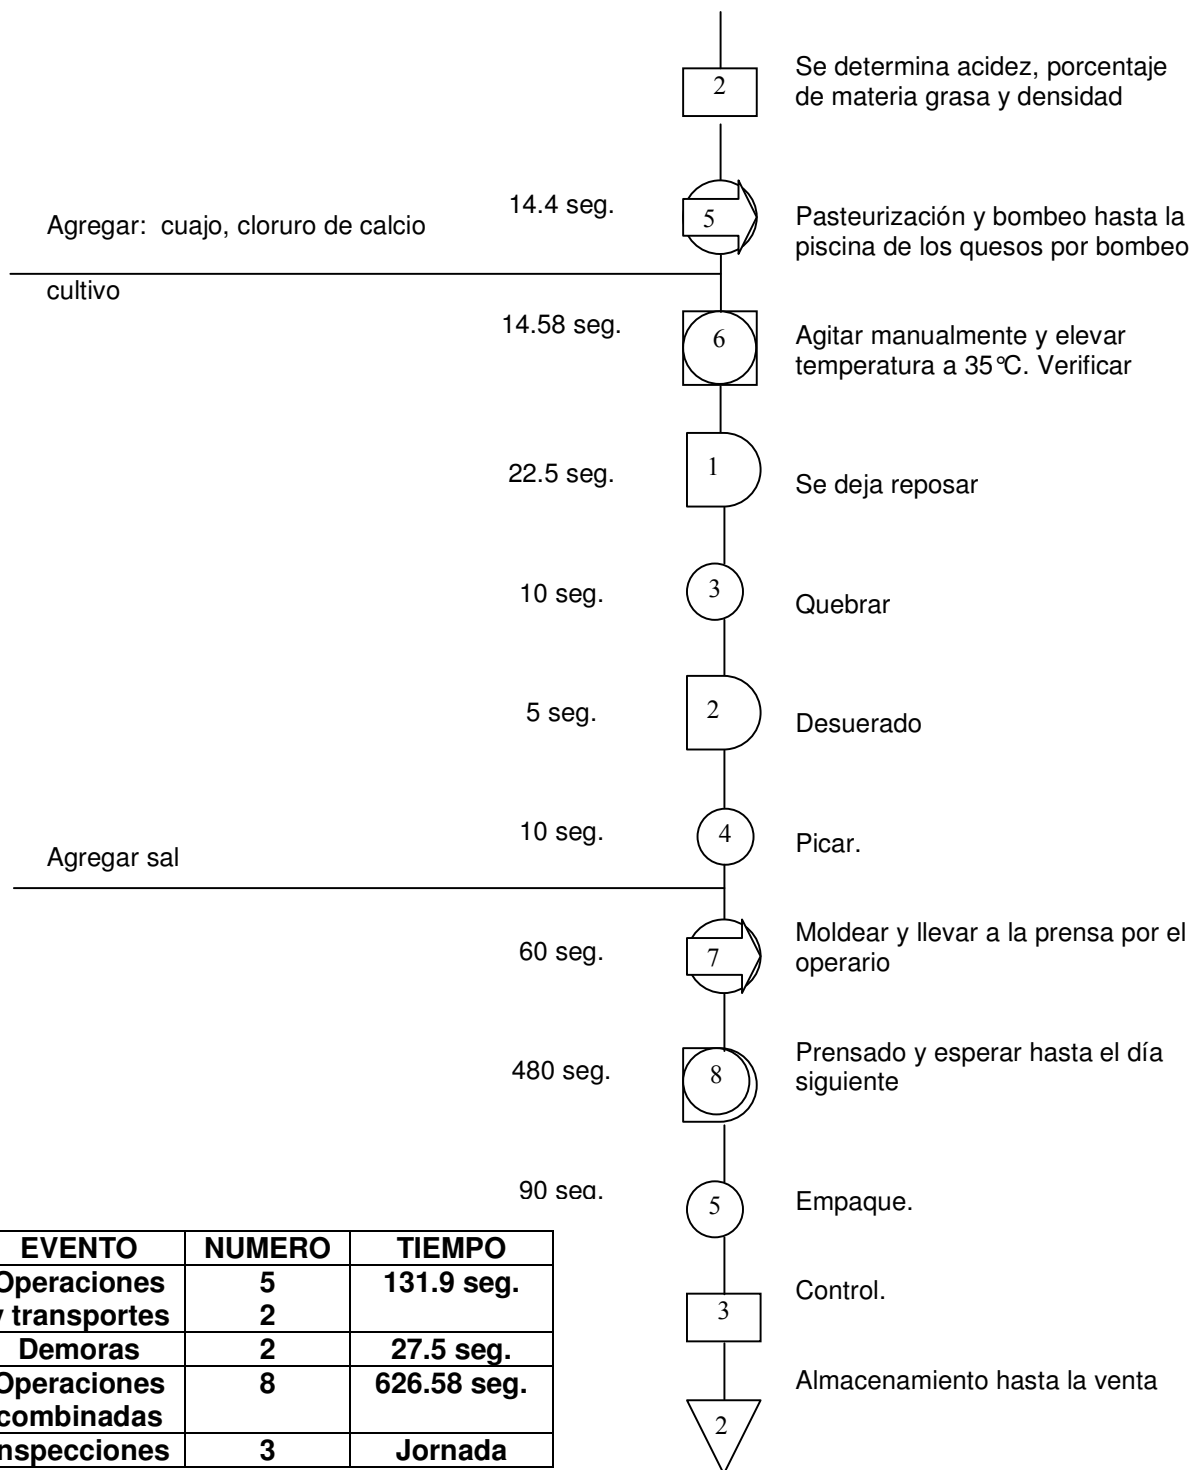 2
Se determina acidez, porcentaje
de materia grasa y densidad
14.4 seg.
5
Pasteurización y bombeo hasta la
piscina de los quesos por bombeo
Agregar: cuajo, cloruro de calcio
cultivo
14.58 seg.
6
Agitar manualmente y elevar
temperatura a 35°C. Verificar
22.5 seg.
1
Se deja reposar
10 seg.
3
Quebrar
5 seg.
2
Desuerado
10 seg.
4
Picar.
Agregar sal
60 seg.
7
Moldear y llevar a la prensa por el
operario
480 seg.
8
Prensado y esperar hasta el día
siguiente
90 seg.
5
Empaque.
3
Control.
2
Almacenamiento hasta la venta
EVENTO NUMERO TIEMPO
Operaciones 5 131.9 seg.
y transportes 2
Demoras 2 27.5 seg.
Operaciones 8 626.58 seg.
combinadas
Inspecciones 3 Jornada